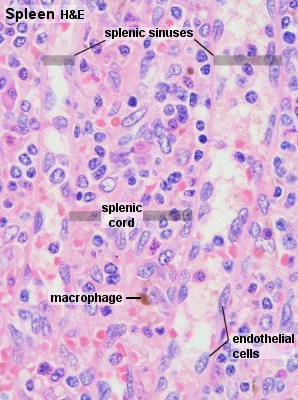 Spleen H&E
splenic sinuses
splenic
cord
macrophage
endothelial
cells